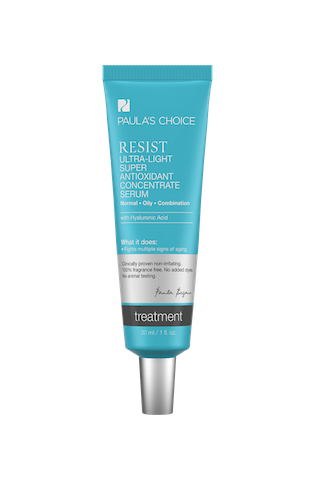 PAULA'S CHOICE
RESIST
ULTRA-LIGHT
SUPER
ANTIOXIDANT
CONCENTRATE
SERUM
Normal • Oily • Combination
with Hyaluronic Acid
What it does:
• Fights multiple signs of aging.
Clinically proven non-irritating.
100% fragrance free. No added dyes.
No animal testing.
Paula Begoun
treatment
30 ml / 1 fl. oz.